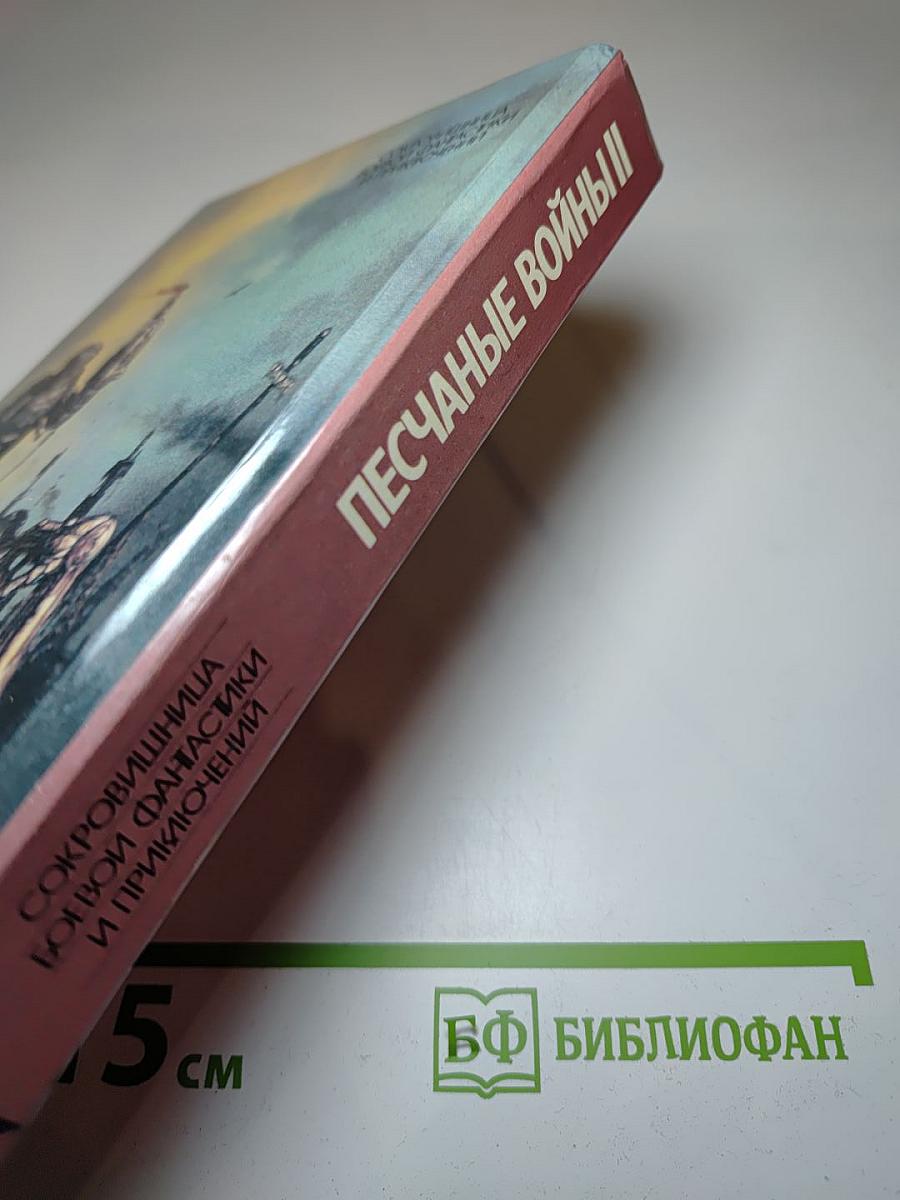 ПЕСЧАНЫЕ ВОЙНЫ II
СОКРОВИЩНИЦА
БОЕВОЙ ФАНТАСТИКИ
И ПРИКЛЮЧЕНИЙ
15 см
БФ БИБЛИОФАН